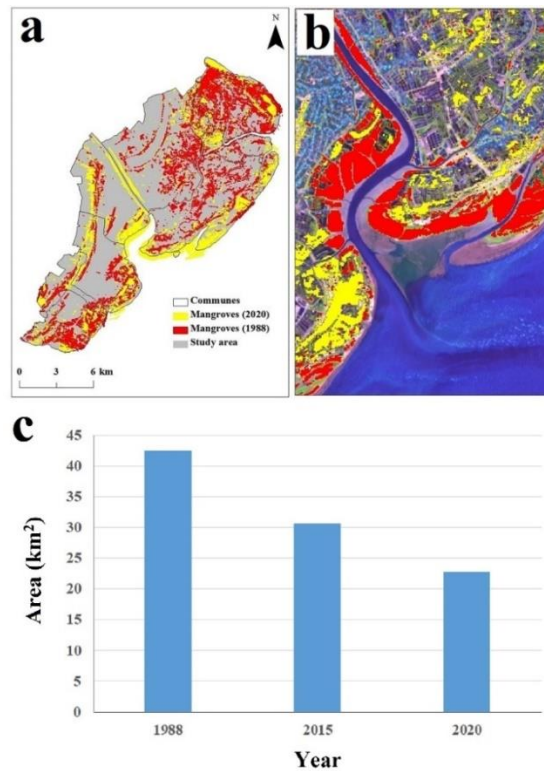 a
N
Communes
Mangroves (2020)
Mangroves (1988)
Study area
0 3 6 km
b
c
45
40
35
30
25
20
15
10
5
0
Area (km²)
1988 2015 2020
Year